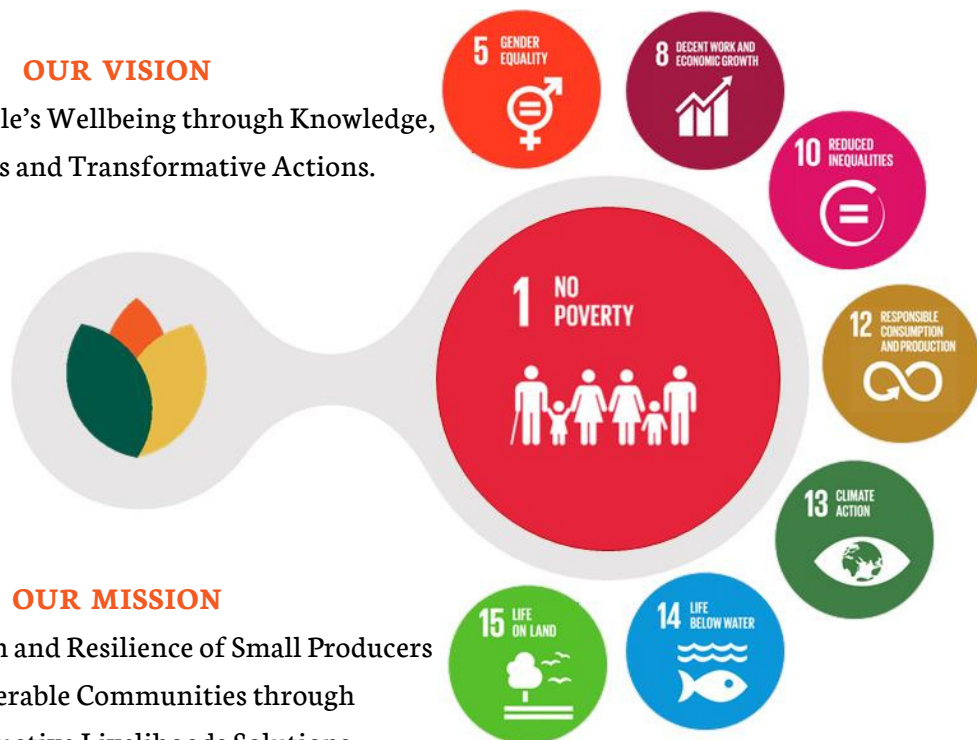 OUR VISION
le's Wellbeing through Knowledge,
s and Transformative Actions.
5 GENDER
EQUALITY
8 DECENT WORK AND
ECONOMIC GROWTH
10 REDUCED
INEQUALITIES
1 NO
POVERTY
12 RESPONSIBLE
CONSUMPTION
AND PRODUCTION
13 CLIMATE
ACTION
OUR MISSION
and Resilience of Small Producers
erable Communities through
Livelihoods Solutions
15 LIFE
ON LAND
14 LIFE
BELOW WATER